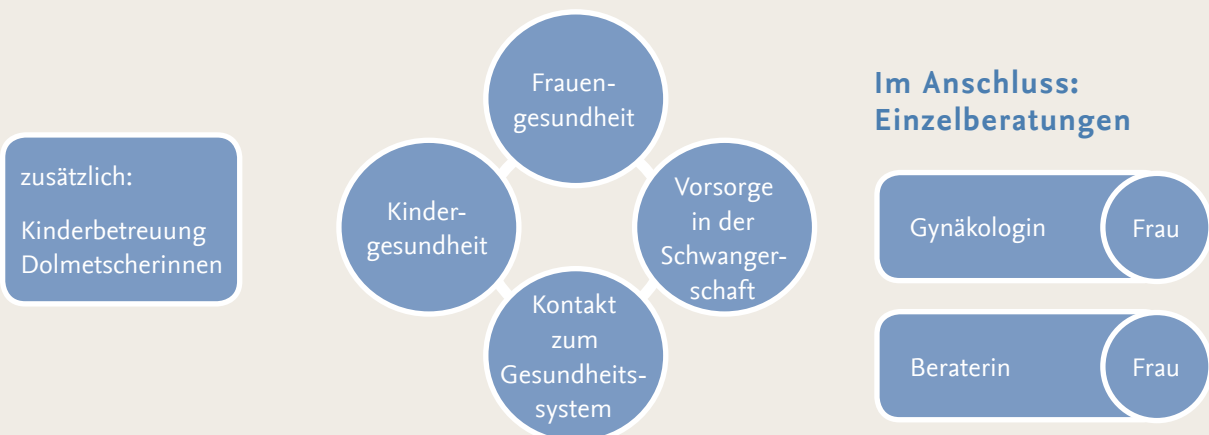 zusätzlich:
Kinderbetreuung
Dolmetscherinnen
Frauen-
gesundheit
Kinder-
gesundheit
Vorsorge
in der
Schwanger-
schaft
Kontakt
zum
Gesundheits-
system
Im Anschluss:
Einzelberatungen
Gynäkologin
Frau
Beraterin
Frau